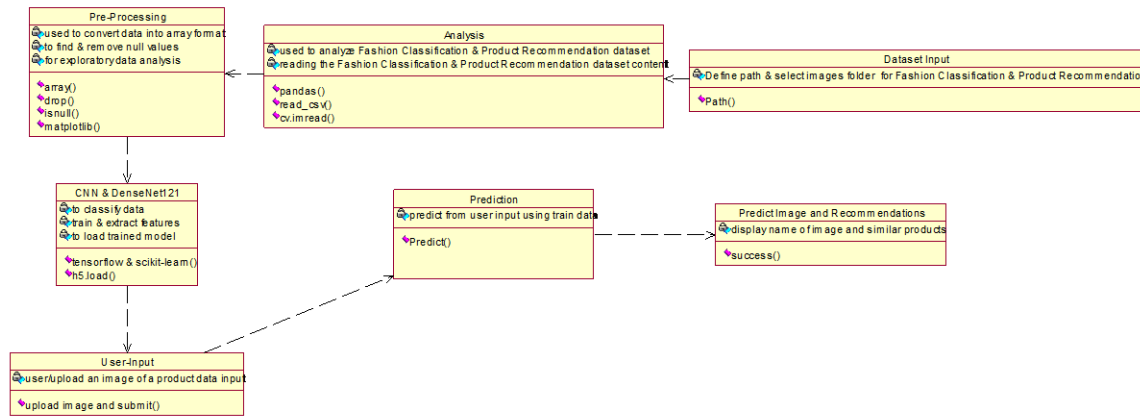 Pre-Processing
used to convert data into array format
to find & remove null values
for exploratory data analysis
array()
drop()
isnull()
matplotlib()
Analysis
used to analyze Fashion Classification & Product Recommendation dataset
reading the Fashion Classification & Product Recommendation dataset content
pandas()
read_csv()
cv.imread()
Dataset Input
Define path & select images folder for Fashion Classification & Product Recommendation
Path()
CNN & DenseNet121
to classify data
train & extract features
to load trained model
tensorflow & scikit-learn()
h5.load()
Prediction
predict from user input using train data
Predict()
Predict Image and Recommendations
display name of image and similar products
success()
User-Input
user/upload an image of a product data input
upload image and submit()